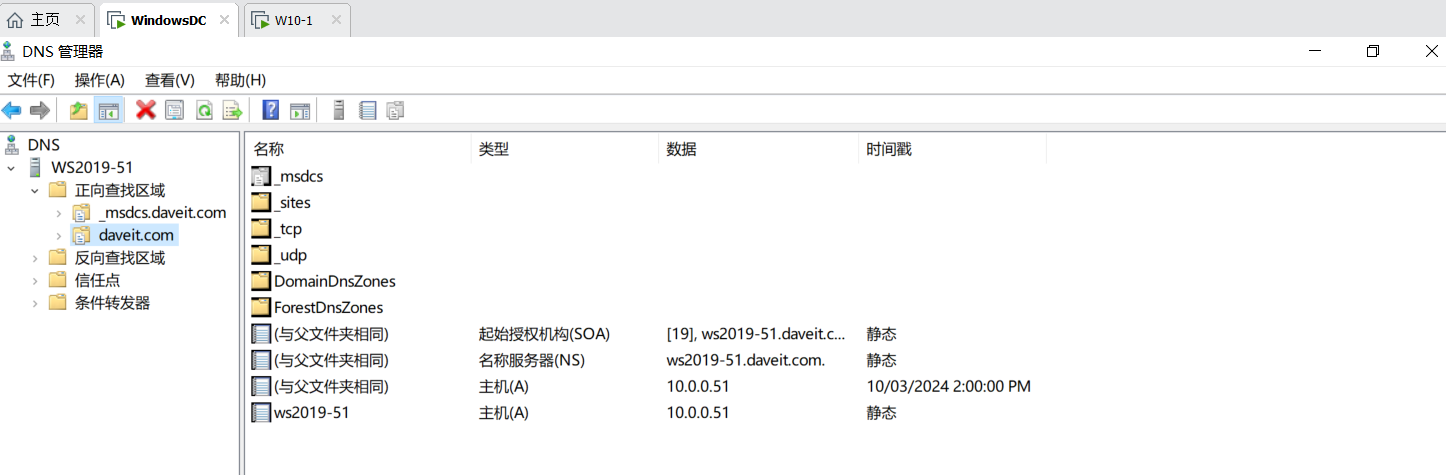 主页 WindowsDC W10-1
DNS 管理器
文件(F) 操作(A) 查看(V) 帮助(H)
DNS
WS2019-51
正向查找区域
_msdcs.daveit.com
daveit.com
反向查找区域
信任点
条件转发器
名称 类型 数据 时间戳
_msdcs
_sites
_tcp
_udp
DomainDnsZones
ForestDnsZones
(与父文件夹相同) 起始授权机构(SOA) [19], ws2019-51.daveit.c... 静态
(与父文件夹相同) 名称服务器(NS) ws2019-51.daveit.com. 静态
(与父文件夹相同) 主机(A) 10.0.0.51 10/03/2024 2:00:00 PM
ws2019-51 主机(A) 10.0.0.51 静态